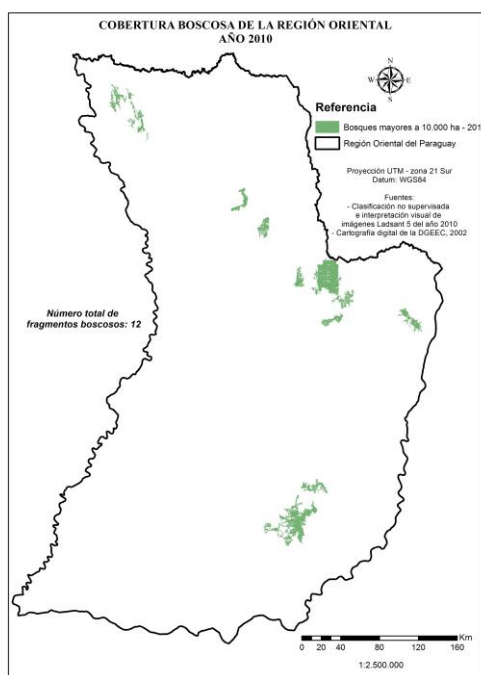 COBERTURA BOSCOSA DE LA REGIÓN ORIENTAL
AÑO 2010
N
W
E
S
Referencia
Bosques mayores a 10.000 ha - 201
Región Oriental del Paraguay
Proyección UTM - zona 21 Sur
Datum: WGS84
Fuentes:
- Clasificación no supervisada
e interpretación visual de
imágenes Ladsant 5 del año 2010
- Cartografía digital de la DGEEC, 2002
Número total de
fragmentos boscosos: 12
Km
0 20 40 80 120 160
1:2.500.000